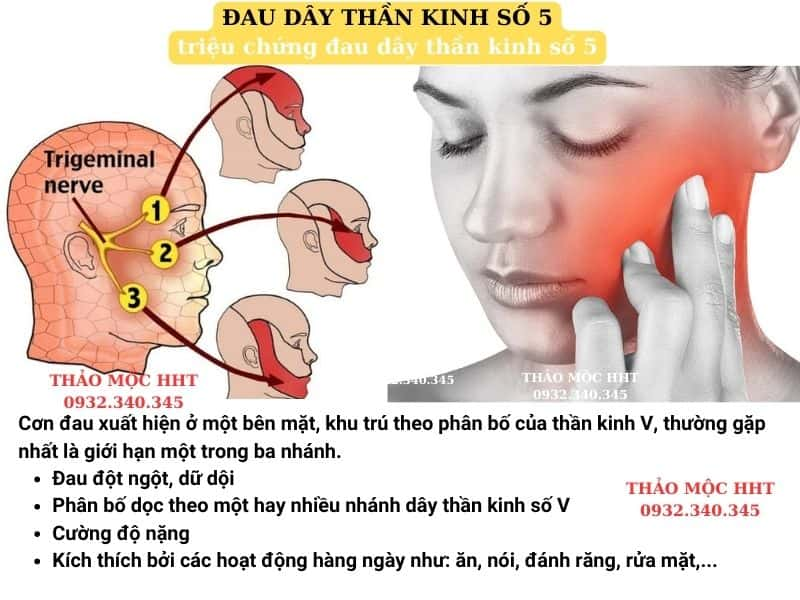 ĐAU DÂY THẦN KINH SỐ 5
triệu chứng đau dây thần kinh số 5
Trigeminal
nerve
1
2
3
THẢO MỘC HHT
0932.340.345
.340.345
THẢO MỘC HHT
0932.340.345
Cơn đau xuất hiện ở một bên mặt, khu trú theo phân bố của thần kinh V, thường gặp
nhất là giới hạn một trong ba nhánh.
• Đau đột ngột, dữ dội
• Phân bố dọc theo một hay nhiều nhánh dây thần kinh số V
• Cường độ nặng
• Kích thích bởi các hoạt động hàng ngày như: ăn, nói, đánh răng, rửa mặt,...
THẢO MỘC HHT
0932.340.345